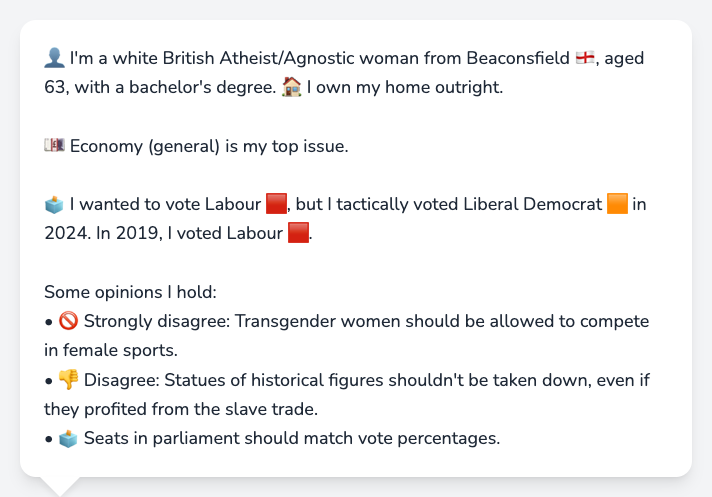 👤 I'm a white British Atheist/Agnostic woman from Beaconsfield 🏴󠁧󠁢󠁥󠁮󠁧󠁿, aged
63, with a bachelor's degree. 🏠 I own my home outright.
💷 Economy (general) is my top issue.
🗳️ I wanted to vote Labour 🟥, but I tactically voted Liberal Democrat 🟧 in
2024. In 2019, I voted Labour 🟥.
Some opinions I hold:
• 🚫 Strongly disagree: Transgender women should be allowed to compete
in female sports.
• 👎 Disagree: Statues of historical figures shouldn't be taken down, even if
they profited from the slave trade.
• 🗳️ Seats in parliament should match vote percentages.